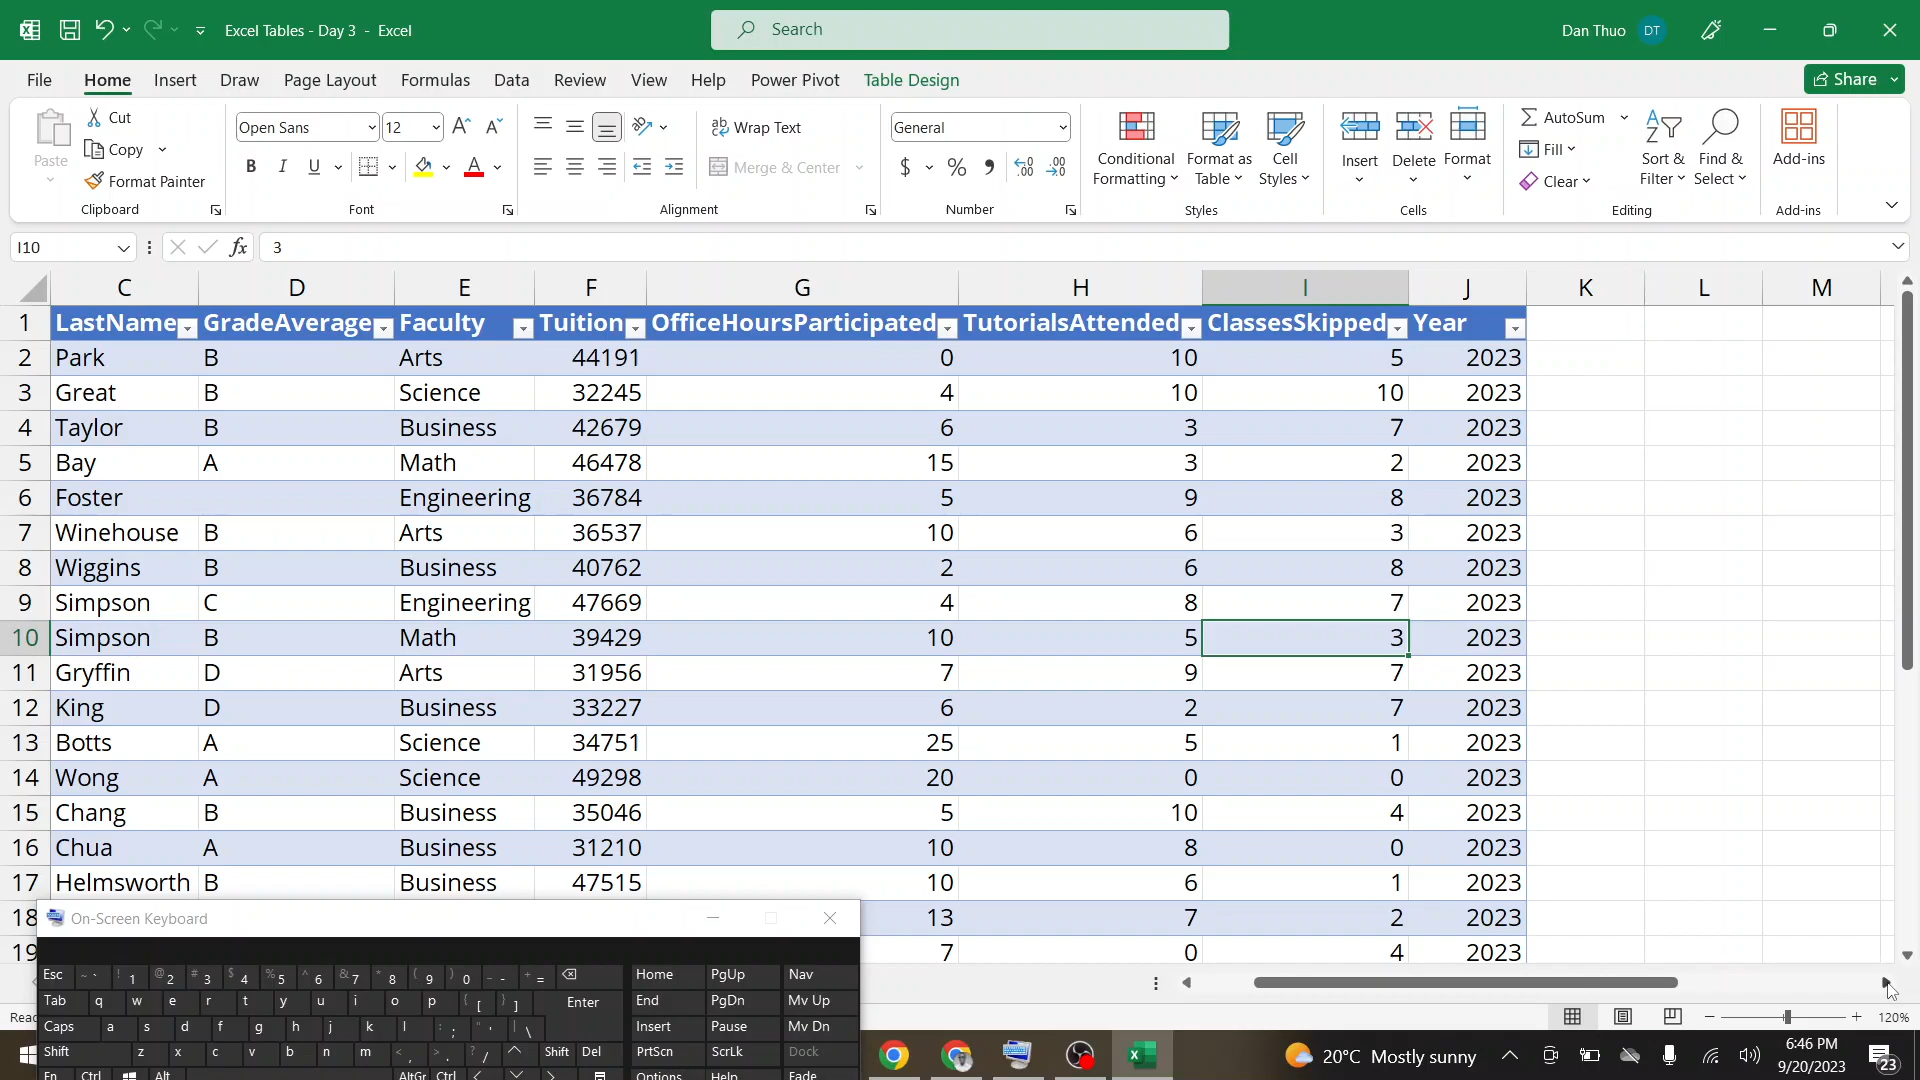 Excel Tables - Day 3 - Excel
Search
Dan Thuo DT
File Home Insert Draw Page Layout Formulas Data Review View Help Power Pivot Table Design Share
Paste
Cut
Copy
Format Painter
Clipboard
Open Sans 12
B I U
Font
Wrap Text
Merge & Center
Alignment
General
$ % 9
Number
Conditional Formatting
Format as Table
Cell Styles
Styles
Insert Delete Format
Cells
AutoSum
Fill
Clear
Sort & Filter
Find & Select
Editing
Add-ins
Add-ins
I10 fx 3
C D E F G H I J K L M
1 LastName GradeAverage Faculty Tuition OfficeHoursParticipated TutorialsAttended ClassesSkipped Year
2 Park B Arts 44191 0 10 5 2023
3 Great B Science 32245 4 10 10 2023
4 Taylor B Business 42679 6 3 7 2023
5 Bay A Math 46478 15 3 2 2023
6 Foster Engineering 36784 5 9 8 2023
7 Winehouse B Arts 36537 10 6 3 2023
8 Wiggins B Business 40762 2 6 8 2023
9 Simpson C Engineering 47669 4 8 7 2023
10 Simpson B Math 39429 10 5 3 2023
11 Gryffin D Arts 31956 7 9 7 2023
12 King D Business 33227 6 2 7 2023
13 Botts A Science 34751 25 5 1 2023
14 Wong A Science 49298 20 0 0 2023
15 Chang B Business 35046 5 10 4 2023
16 Chua A Business 31210 10 8 0 2023
17 Helmsworth B Business 47515 10 6 1 2023
18 13 7 2 2023
19 7 0 4 2023
On-Screen Keyboard
Esc ~ ` ! 1 @ 2 # 3 $ 4 % 5 ^ 6 & 7 * 8 ( 9 ) 0 _ - + = Home PgUp Nav
Tab q w e r t y u i o p { [ } ] Enter End PgDn Mv Up
Caps a s d f g h j k l : ; " ' | \ Insert Pause Mv Dn
Shift z x c v b n m < , > . ? / Shift Del PrtScn ScrLk Dock
Fn Ctrl Alt AltGr Ctrl Options Help Fade
120%
20°C Mostly sunny
6:46 PM
9/20/2023
23